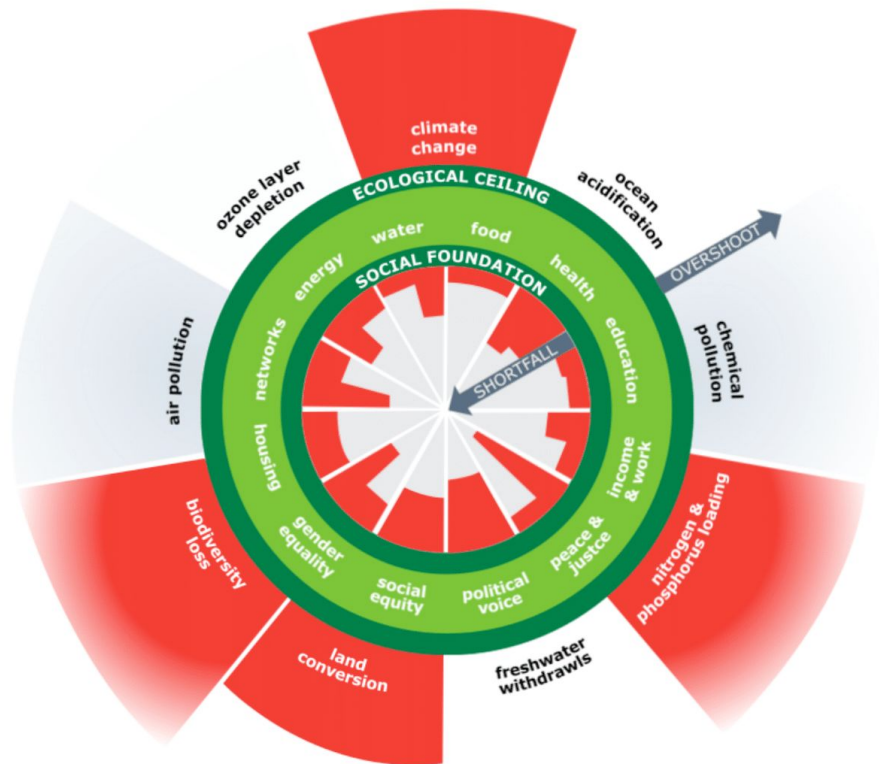 climate
change
ozone layer
depletion
ocean
acidification
ECOLOGICAL CEILING
water
food
energy
health
SOCIAL FOUNDATION
OVERSHOOT
air pollution
networks
education
chemical
pollution
SHORTFALL
housing
income
& work
biodiversity
loss
gender
equality
social
equity
political
voice
peace &
justce
nitrogen &
phosphorus loading
land
conversion
freshwater
withdrawls